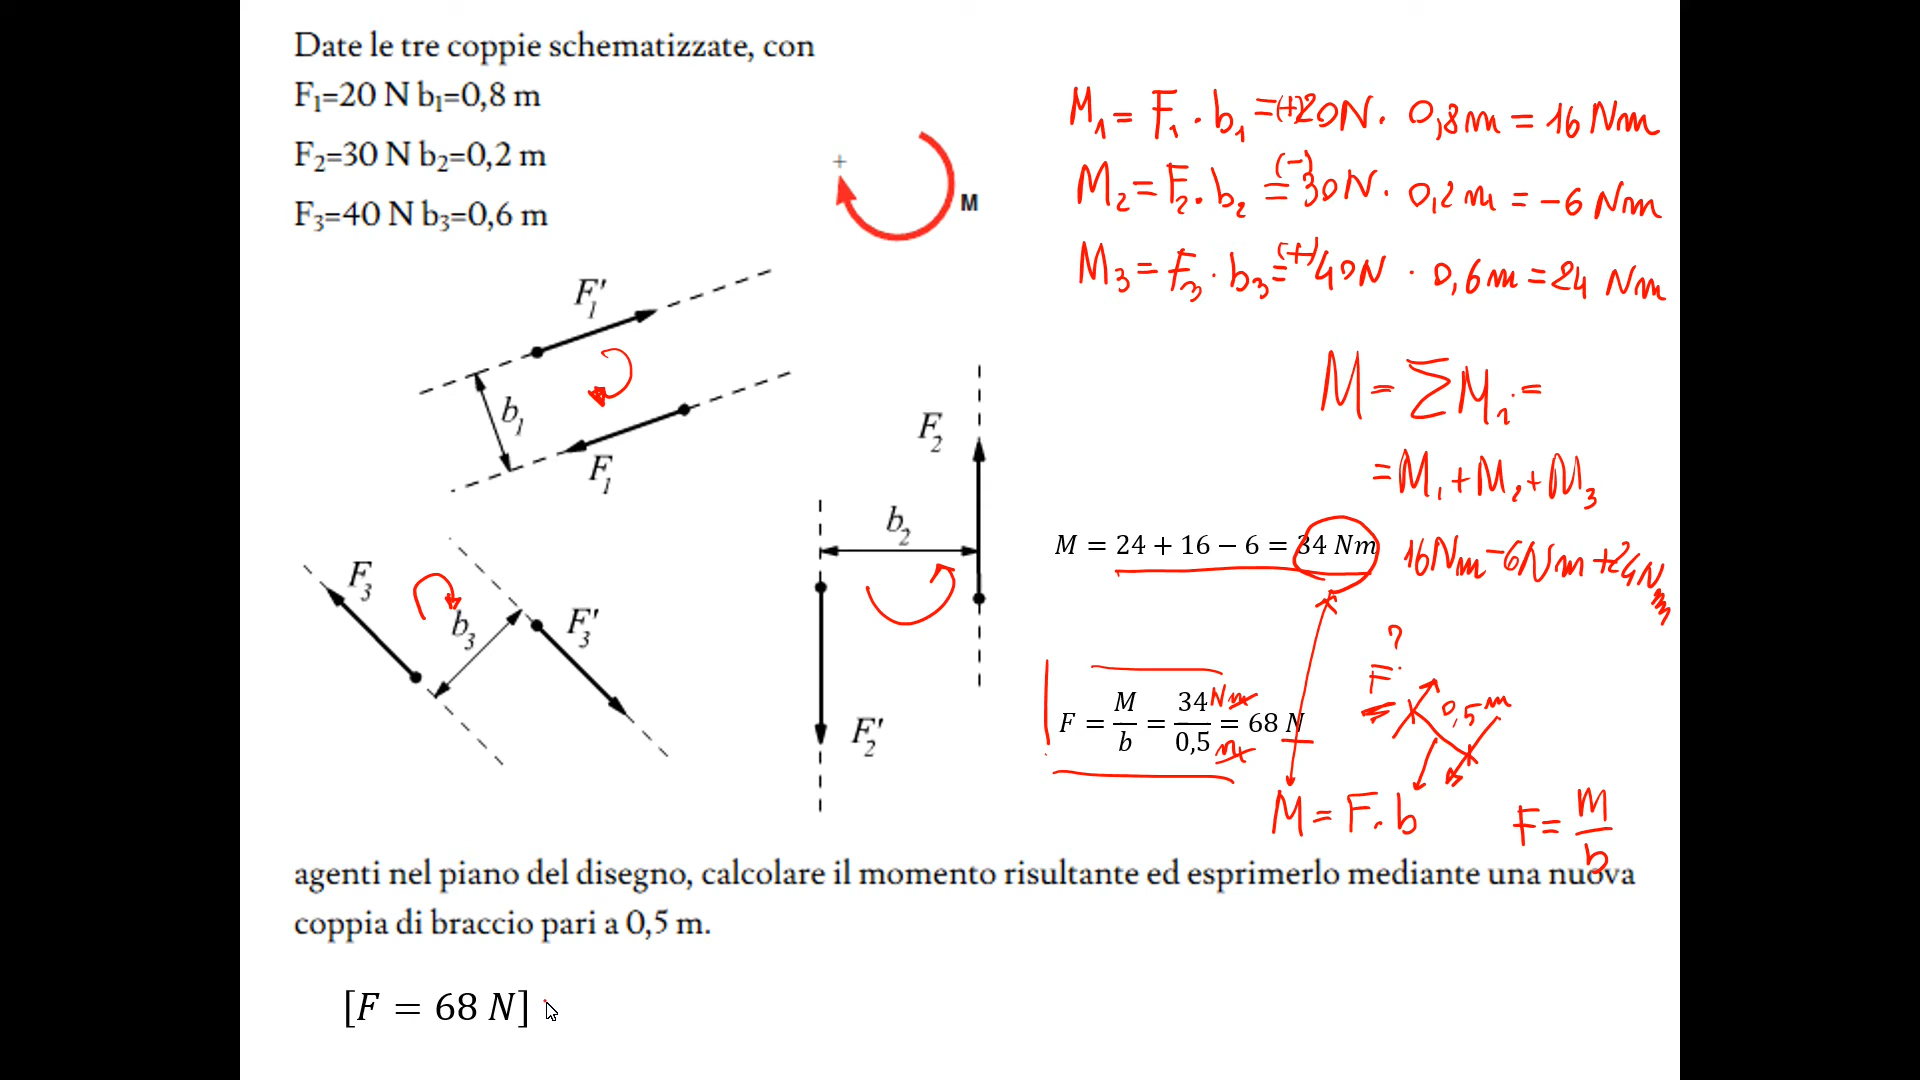 Date le tre coppie schematizzate, con
F₁=20 N b₁=0,8 m
F₂=30 N b₂=0,2 m
F₃=40 N b₃=0,6 m
+
M
M₁ = F₁ · b₁ = (+)20N · 0,8m = 16 Nm
M₂ = F₂ · b₂ = (-)30N · 0,2m = -6 Nm
M₃ = F₃ · b₃ = (+)40N · 0,6m = 24 Nm
F₁'
b₁
F₁
F₂
b₂
F₂'
F₃
b₃
F₃'
M = ΣMᵢ =
= M₁ + M₂ + M₃
M = 24 + 16 − 6 = 34 Nm
16Nm - 6Nm + 24Nm
?
F
0,5m
F = M/b = 34 Nm/0,5 m = 68 N
M = F · b
F = m/b
agenti nel piano del disegno, calcolare il momento risultante ed esprimerlo mediante una nuova
coppia di braccio pari a 0,5 m.
[F = 68 N]